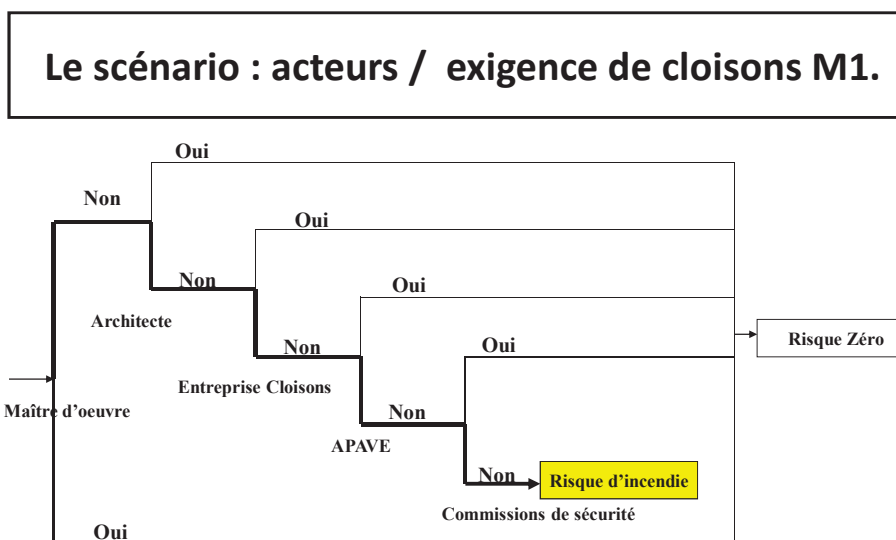 Le scénario : acteurs /  exigence de cloisons M1.
Oui
Non
Oui
Non
Oui
Architecte
Non
Oui
Risque Zéro
Entreprise Cloisons
Maître d'oeuvre
Non
APAVE
Non
Risque d'incendie
Commissions de sécurité
Oui